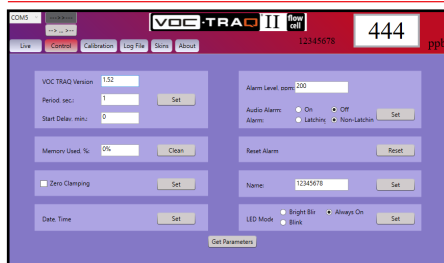 COM5 -->>--
--> ... >--
VOC-TRAQ II flow cell
12345678
444
ppb
Live Control Calibration Log File Skins About
VOC TRAQ Version 1.52
Period. sec.: 1 Set
Start Delay. min.: 0
Alarm Level. ppm: 200
Audio Alarm: On Off
Alarm: Latching Non-Latchin Set
Memory Used. %: 0% Clean
Reset Alarm Reset
Zero Clamping Set
Name: 12345678 Set
Date. Time Set
LED Mode Bright Blir Always On
Blink Set
Get Parameters